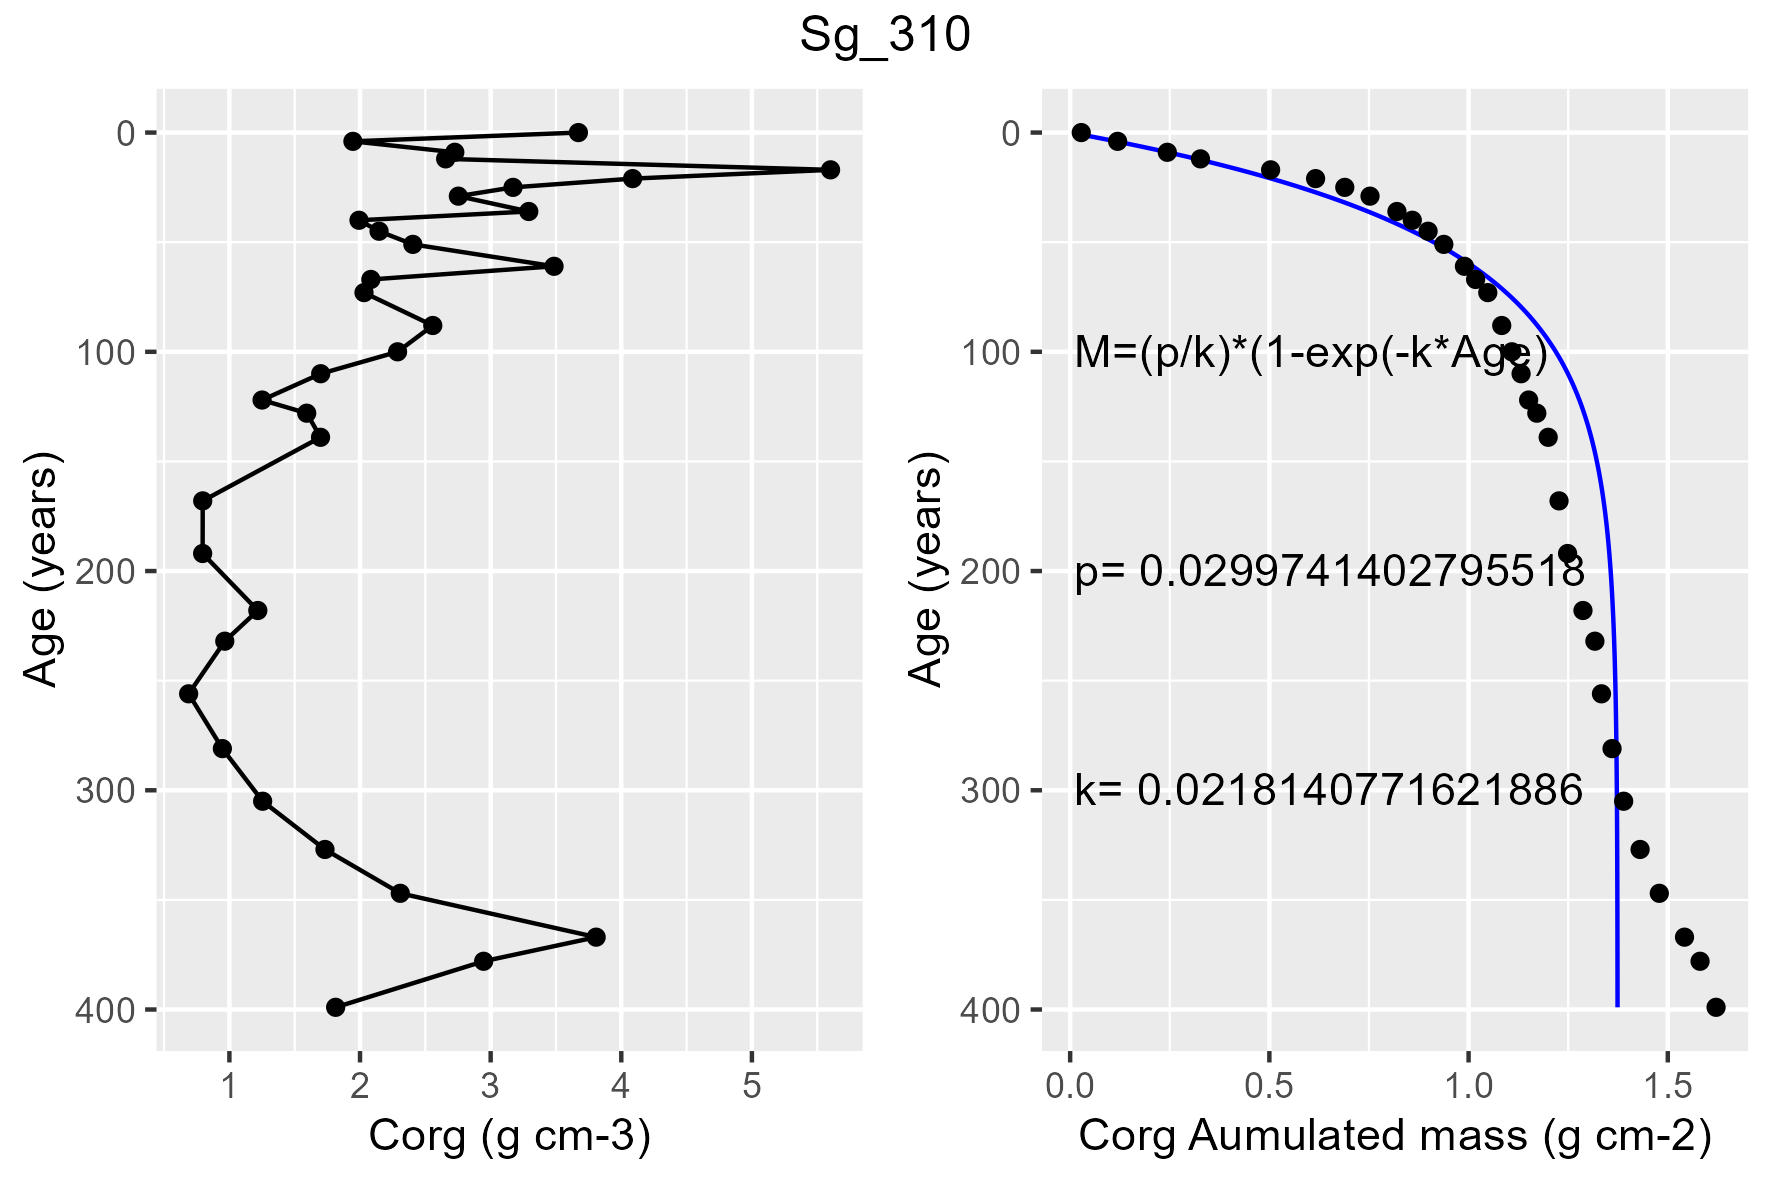 Sg_310
0
100
200
300
400
Age (years)
1 2 3 4 5
Corg (g cm-3)
0
100
200
300
400
Age (years)
M=(p/k)*(1-exp(-k*Age)
p= 0.0299741402795518
k= 0.0218140771621886
0.0 0.5 1.0 1.5
Corg Aumulated mass (g cm-2)